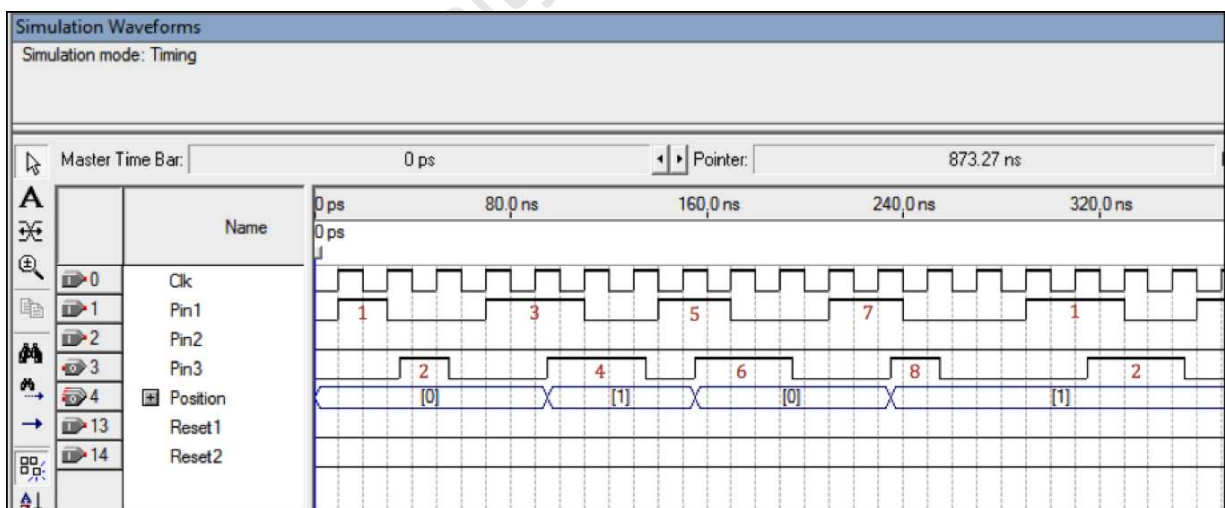 Simulation Waveforms
Simulation mode: Timing
Master Time Bar: 0 ps Pointer: 873.27 ns
A
Name
0 ps 80.0 ns 160.0 ns 240.0 ns 320.0 ns
0 ps
0 Clk
1 Pin1 1 3 5 7 1
2 Pin2
3 Pin3 2 4 6 8 2
4 Position [0] [1] [0] [1]
13 Reset1
14 Reset2